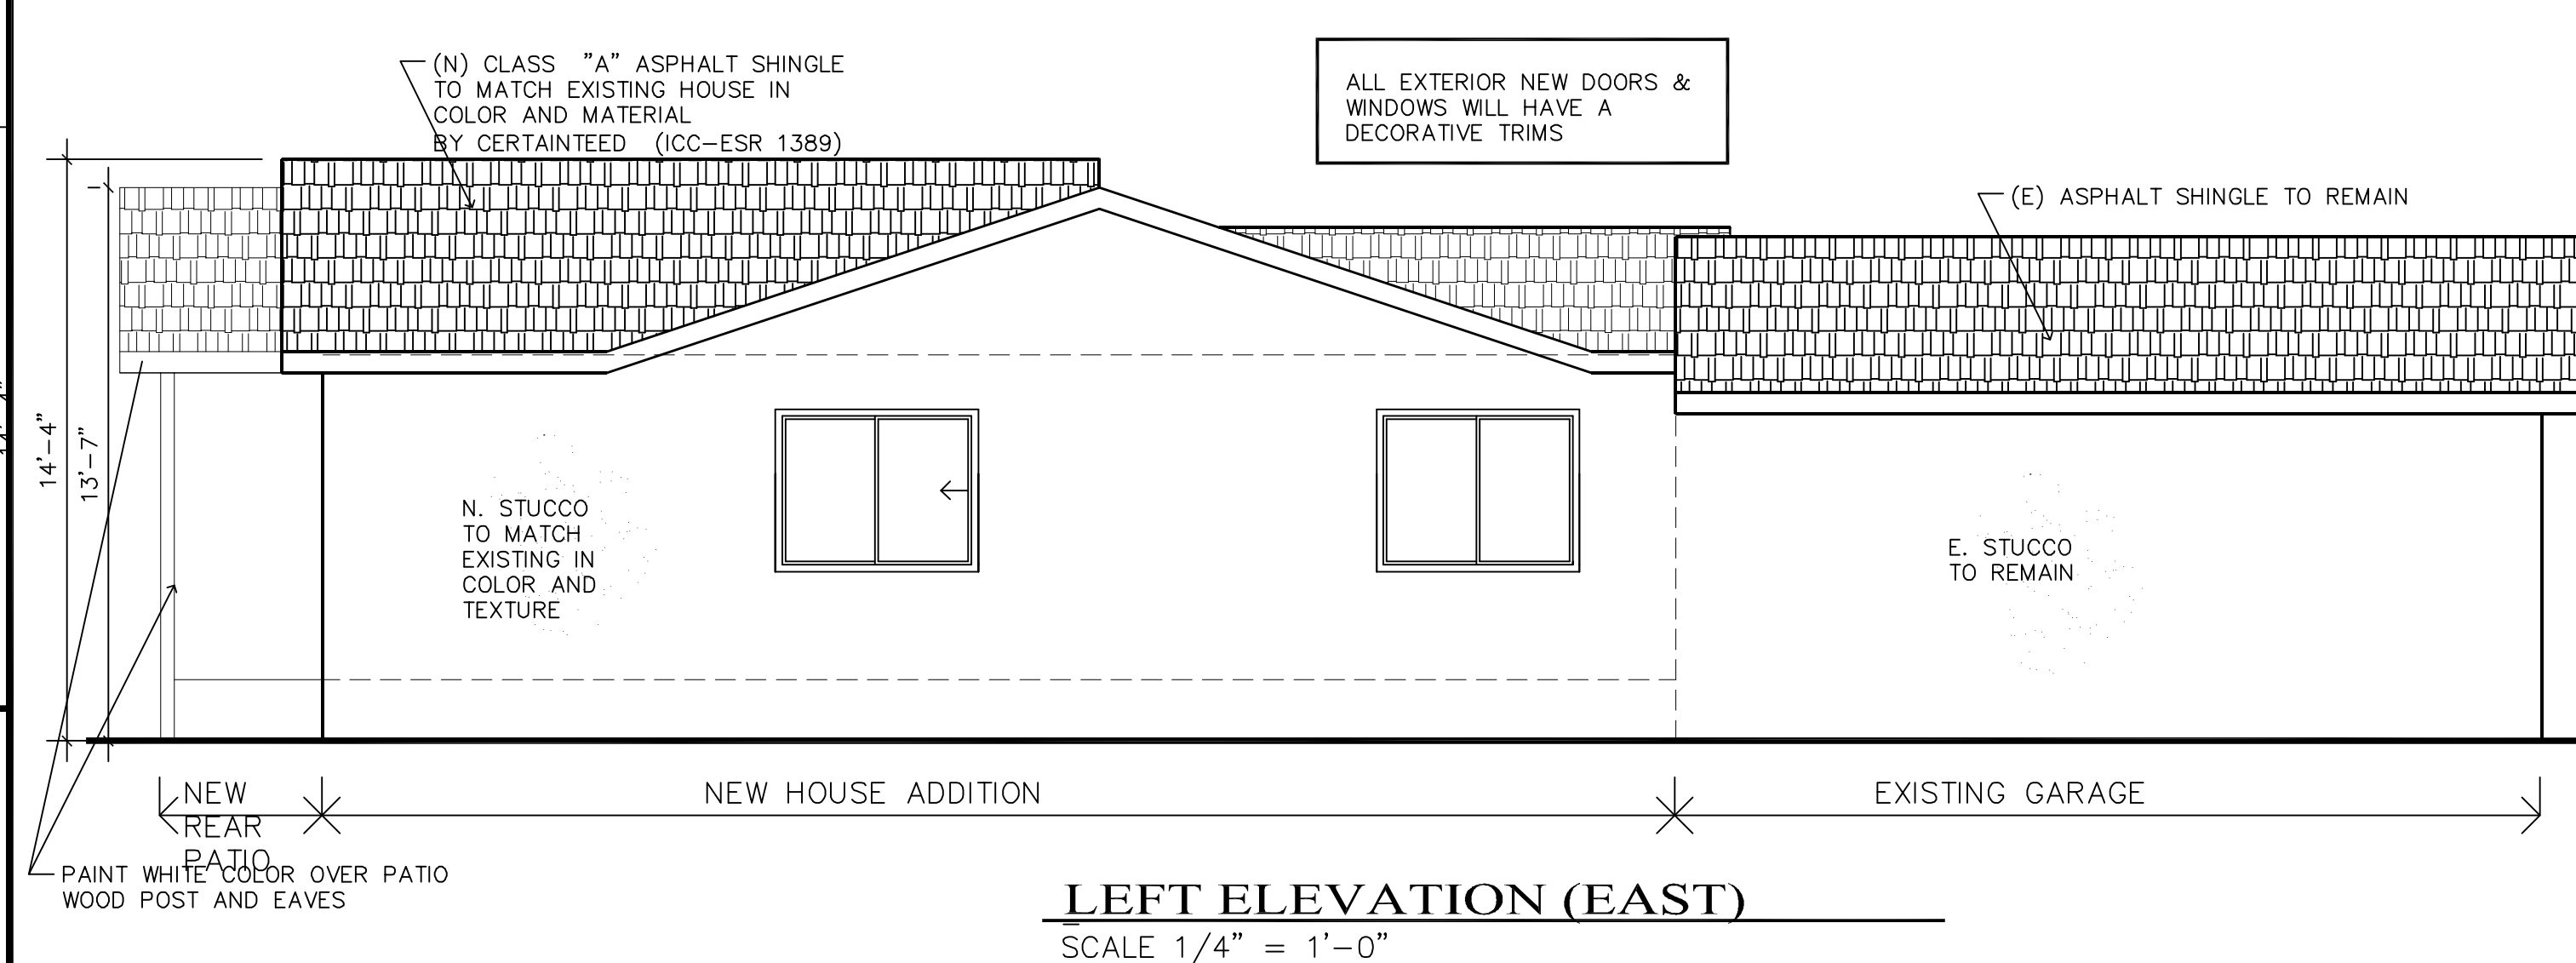 (N) CLASS "A" ASPHALT SHINGLE
TO MATCH EXISTING HOUSE IN
COLOR AND MATERIAL
BY CERTAINTEED (ICC-ESR 1389)
ALL EXTERIOR NEW DOORS &
WINDOWS WILL HAVE A
DECORATIVE TRIMS
(E) ASPHALT SHINGLE TO REMAIN
14'-4"
13'-7"
N. STUCCO
TO MATCH
EXISTING IN
COLOR AND
TEXTURE
E. STUCCO
TO REMAIN
NEW
REAR
PATIO
NEW HOUSE ADDITION
EXISTING GARAGE
PAINT WHITE COLOR OVER PATIO
WOOD POST AND EAVES
LEFT ELEVATION (EAST)
SCALE 1/4" = 1'-0"